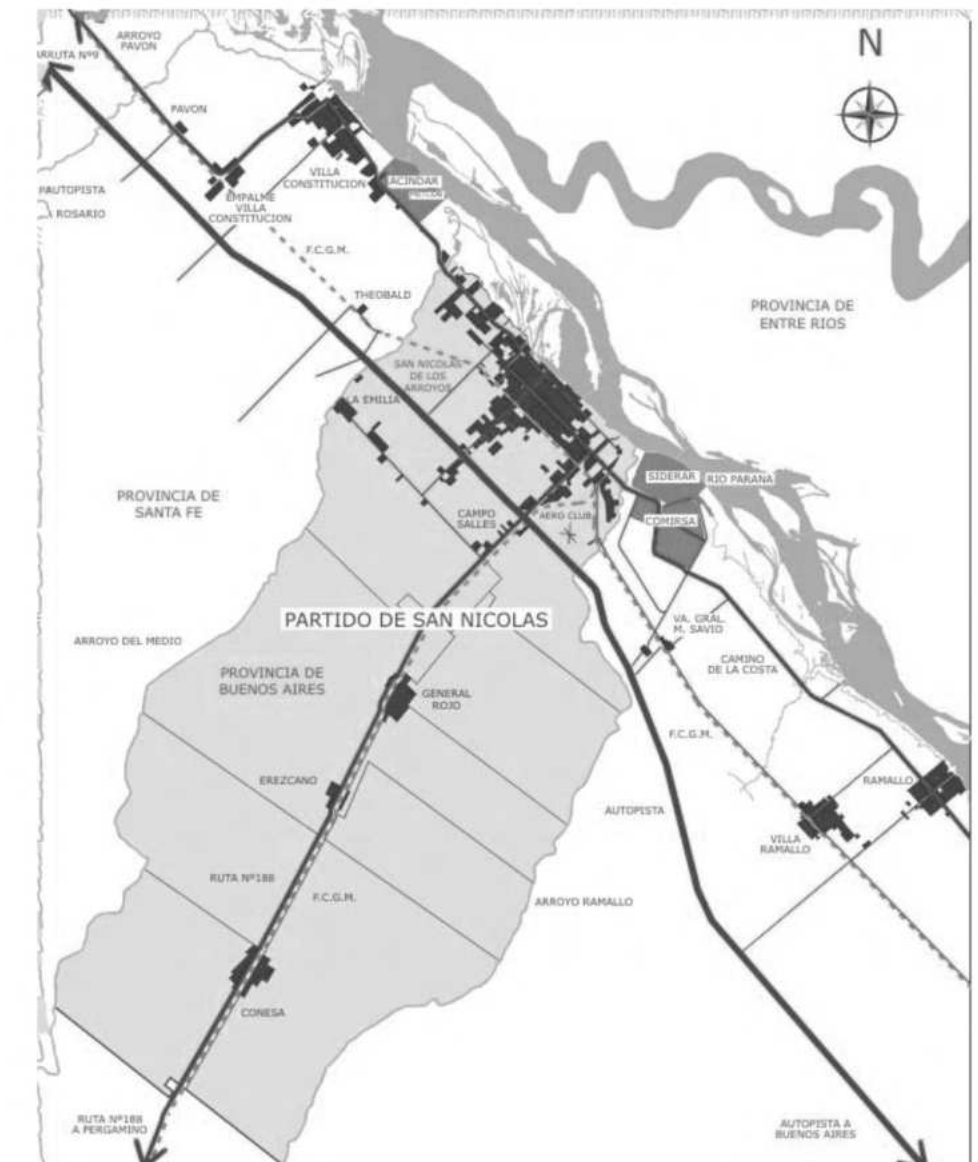 ARROYO
PAVON
N
RUTA Nº9
PAVON
VILLA
CONSTITUCION
ACINDAR
AUTOPISTA
A ROSARIO
EMPALME
VILLA
CONSTITUCION
F.C.G.M.
THEOBALD
PROVINCIA DE
ENTRE RIOS
SAN NICOLAS
DE LOS
ARROYOS
LA EMILIA
SIDERAR
RIO PARANA
PROVINCIA DE
SANTA FE
CAMPO
SALLES
AERO CLUB
COMIRSA
PARTIDO DE SAN NICOLAS
VA. GRAL.
M. SAVIO
ARROYO DEL MEDIO
CAMINO
DE LA COSTA
PROVINCIA DE
BUENOS AIRES
GENERAL
ROJO
F.C.G.M.
EREZCANO
RAMALLO
AUTOPISTA
VILLA
RAMALLO
RUTA Nº188
F.C.G.M.
ARROYO RAMALLO
CONESA
RUTA Nº188
A PERGAMINO
AUTOPISTA A
BUENOS AIRES